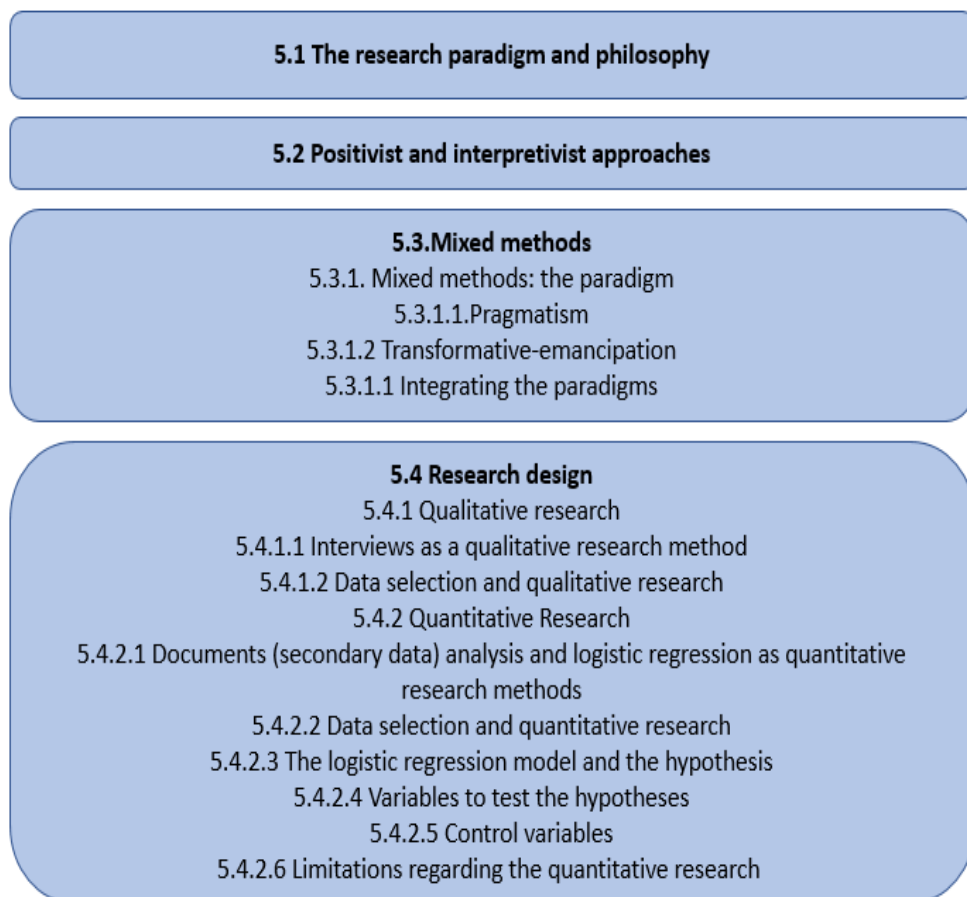 5.1 The research paradigm and philosophy
5.2 Positivist and interpretivist approaches
5.3.Mixed methods
5.3.1. Mixed methods: the paradigm
5.3.1.1.Pragmatism
5.3.1.2 Transformative-emancipation
5.3.1.1 Integrating the paradigms
5.4 Research design
5.4.1 Qualitative research
5.4.1.1 Interviews as a qualitative research method
5.4.1.2 Data selection and qualitative research
5.4.2 Quantitative Research
5.4.2.1 Documents (secondary data) analysis and logistic regression as quantitative
research methods
5.4.2.2 Data selection and quantitative research
5.4.2.3 The logistic regression model and the hypothesis
5.4.2.4 Variables to test the hypotheses
5.4.2.5 Control variables
5.4.2.6 Limitations regarding the quantitative research